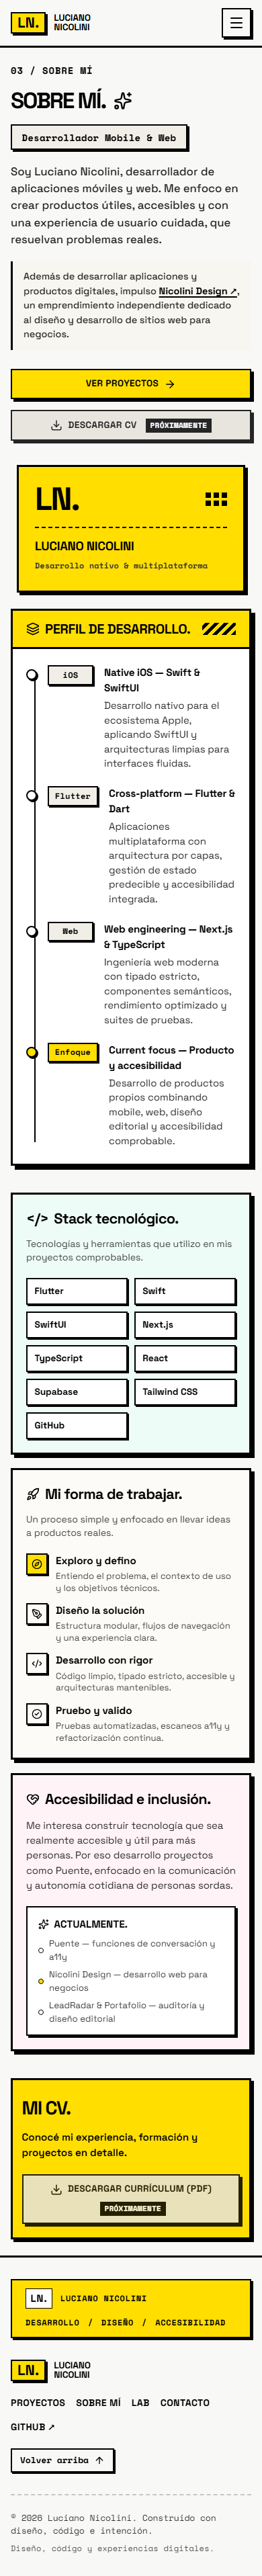 LN. LUCIANO
NICOLINI
03 / SOBRE MÍ
SOBRE MÍ.
Desarrollador Mobile & Web
Soy Luciano Nicolini, desarrollador de
aplicaciones móviles y web. Me enfoco en
crear productos útiles, accesibles y con
una experiencia de usuario cuidada, que
resuelvan problemas reales.
Además de desarrollar aplicaciones y
productos digitales, impulso Nicolini Design ↗,
un emprendimiento independiente dedicado
al diseño y desarrollo de sitios web para
negocios.
VER PROYECTOS →
DESCARGAR CV PRÓXIMAMENTE
LN.
LUCIANO NICOLINI
Desarrollo nativo & multiplataforma
PERFIL DE DESARROLLO.
iOS
Native iOS — Swift &
SwiftUI
Desarrollo nativo para el
ecosistema Apple,
aplicando SwiftUI y
arquitecturas limpias para
interfaces fluidas.
Flutter
Cross-platform — Flutter &
Dart
Aplicaciones
multiplataforma con
arquitectura por capas,
gestión de estado
predecible y accesibilidad
integrada.
Web
Web engineering — Next.js
& TypeScript
Ingeniería web moderna
con tipado estricto,
componentes semánticos,
rendimiento optimizado y
suites de pruebas.
Enfoque
Current focus — Producto
y accesibilidad
Desarrollo de productos
propios combinando
mobile, web, diseño
editorial y accesibilidad
comprobable.
</> Stack tecnológico.
Tecnologías y herramientas que utilizo en mis
proyectos comprobables.
Flutter
Swift
SwiftUI
Next.js
TypeScript
React
Supabase
Tailwind CSS
GitHub
Mi forma de trabajar.
Un proceso simple y enfocado en llevar ideas
a productos reales.
Exploro y defino
Entiendo el problema, el contexto de uso
y los objetivos técnicos.
Diseño la solución
Estructura modular, flujos de navegación
y una experiencia clara.
Desarrollo con rigor
Código limpio, tipado estricto, accesible y
arquitecturas mantenibles.
Pruebo y valido
Pruebas automatizadas, escaneos a11y y
refactorización continua.
Accesibilidad e inclusión.
Me interesa construir tecnología que sea
realmente accesible y útil para más
personas. Por eso desarrollo proyectos
como Puente, enfocado en la comunicación
y autonomía cotidiana de personas sordas.
ACTUALMENTE.
Puente — funciones de conversación y
a11y
Nicolini Design — desarrollo web para
negocios
LeadRadar & Portafolio — auditoría y
diseño editorial
MI CV.
Conocé mi experiencia, formación y
proyectos en detalle.
DESCARGAR CURRÍCULUM (PDF)
PRÓXIMAMENTE
LN. LUCIANO NICOLINI
DESARROLLO / DISEÑO / ACCESIBILIDAD
LN. LUCIANO
NICOLINI
PROYECTOS SOBRE MÍ LAB CONTACTO
GITHUB ↗
Volver arriba ↑
© 2026 Luciano Nicolini. Construido con
diseño, código e intención.
Diseño, código y experiencias digitales.